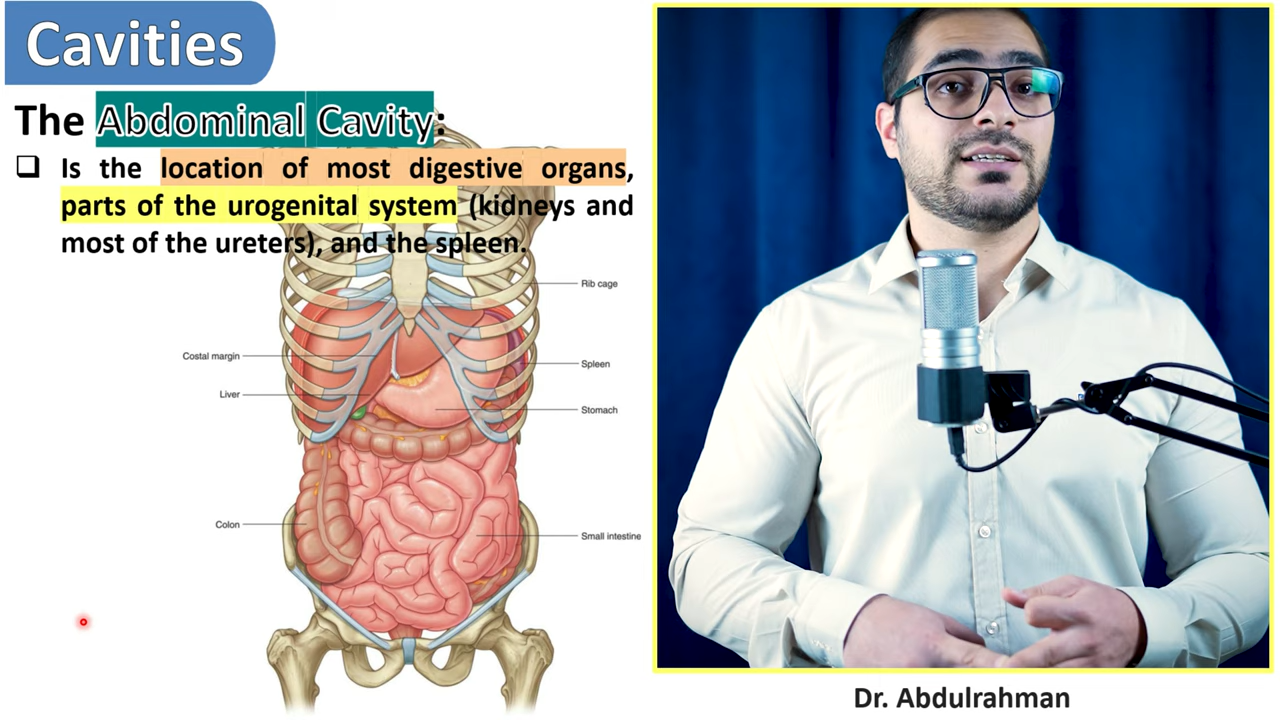 Cavities
The Abdominal Cavity:
❑ Is the location of most digestive organs,
parts of the urogenital system (kidneys and
most of the ureters), and the spleen.
Rib cage
Costal margin
Spleen
Liver
Stomach
Colon
Small intestine
Dr. Abdulrahman